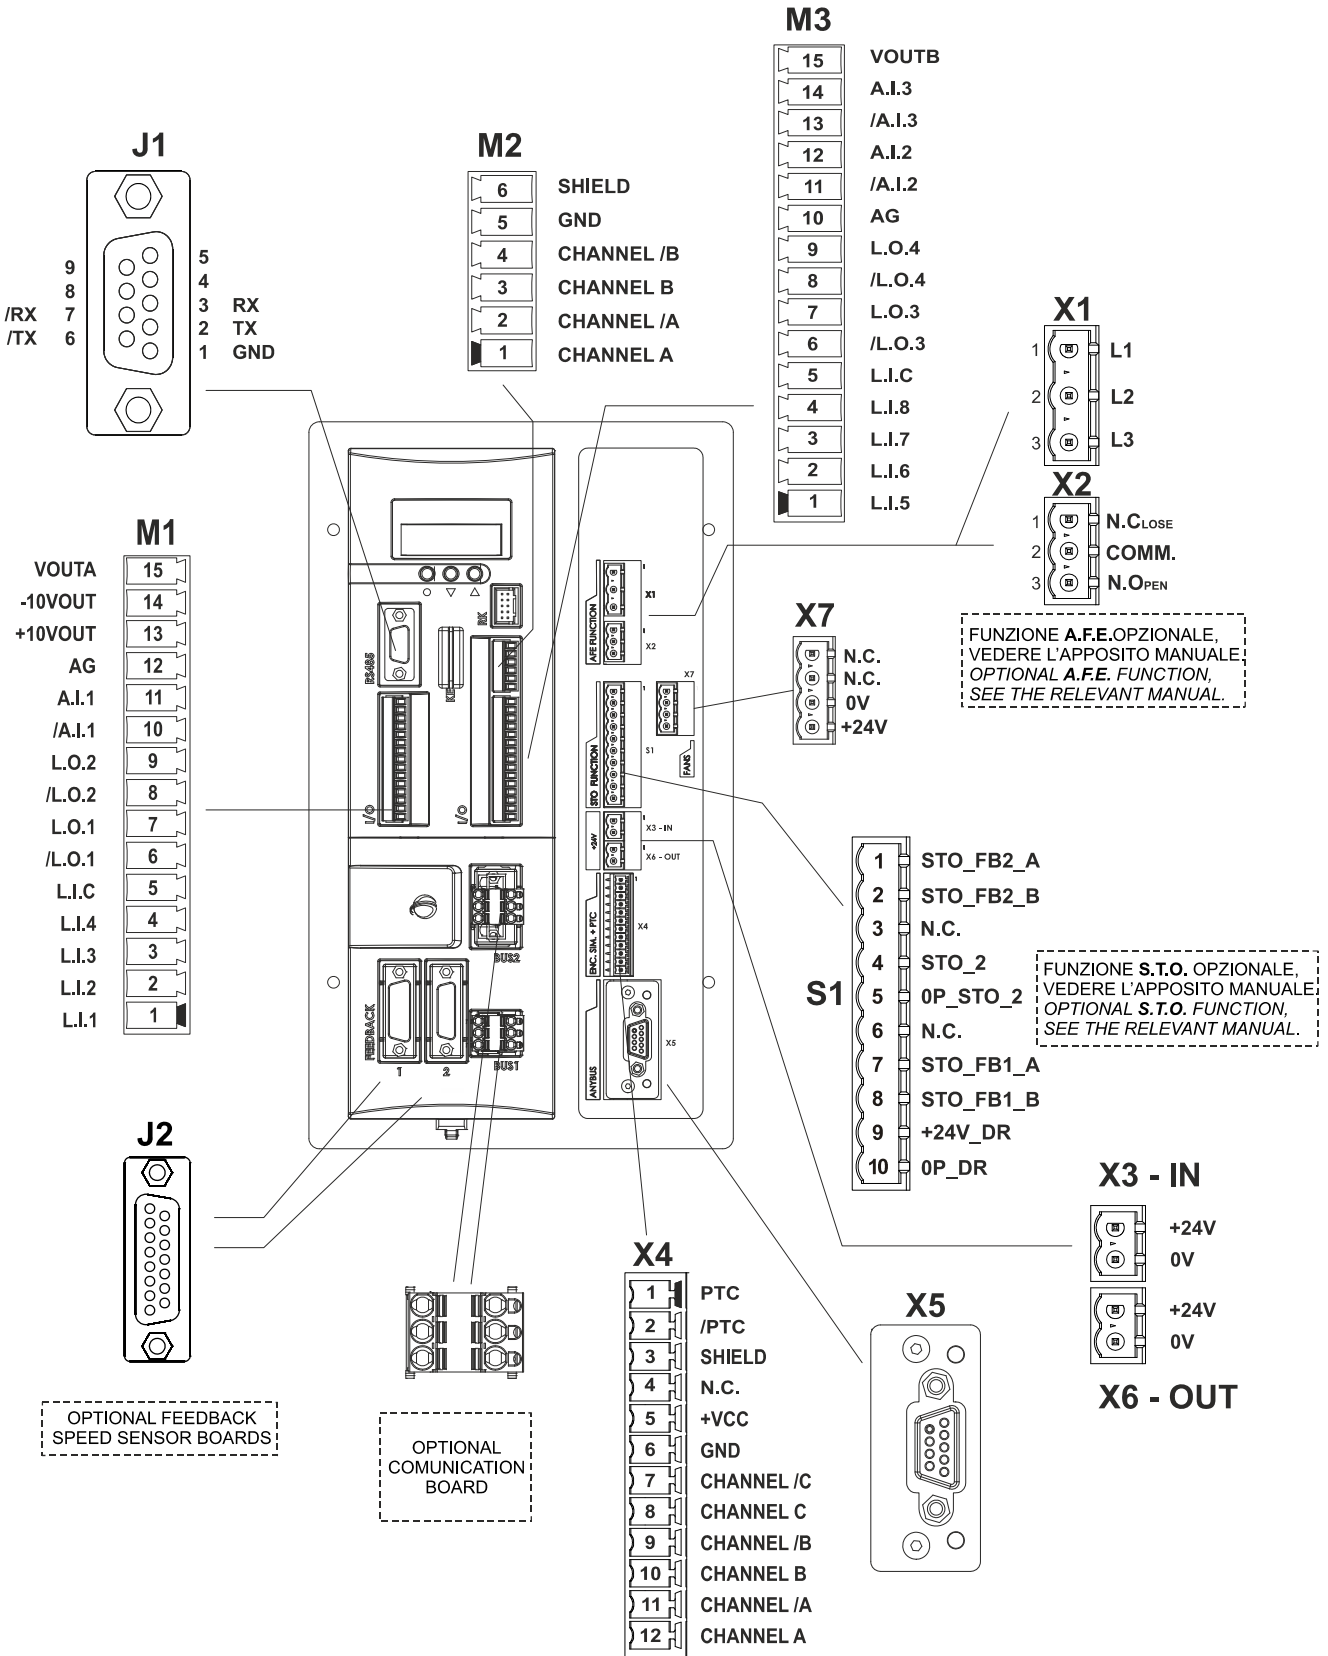 M3
15 VOUTB
14 A.I.3
13 /A.I.3
12 A.I.2
11 /A.I.2
10 AG
9 L.O.4
8 /L.O.4
7 L.O.3
6 /L.O.3
5 L.I.C
4 L.I.8
3 L.I.7
2 L.I.6
1 L.I.5
J1
5
9
4
8
3 RX
/RX 7
2 TX
/TX 6
1 GND
M2
6 SHIELD
5 GND
4 CHANNEL /B
3 CHANNEL B
2 CHANNEL /A
1 CHANNEL A
X1
1 L1
2 L2
3 L3
X2
1 N.CLOSE
2 COMM.
3 N.OPEN
FUNZIONE A.F.E.OPZIONALE,
VEDERE L'APPOSITO MANUALE
OPTIONAL A.F.E. FUNCTION,
SEE THE RELEVANT MANUAL.
M1
VOUTA 15
-10VOUT 14
+10VOUT 13
AG 12
A.I.1 11
/A.I.1 10
L.O.2 9
/L.O.2 8
L.O.1 7
/L.O.1 6
L.I.C 5
L.I.4 4
L.I.3 3
L.I.2 2
L.I.1 1
RS485
RK
KEY
I/O
I/O
BUS2
BUS1
FEEDBACK
1
2
AFE FUNCTION
1
X1
1
X2
X7
FANS
STO FUNCTION
1
S1
+24V
1
X3 - IN
1
X6 - OUT
ENC. SIM. + PTC
1
X4
ANYBUS
X5
X7
N.C.
N.C.
0V
+24V
S1
1 STO_FB2_A
2 STO_FB2_B
3 N.C.
4 STO_2
5 0P_STO_2
6 N.C.
7 STO_FB1_A
8 STO_FB1_B
9 +24V_DR
10 0P_DR
FUNZIONE S.T.O. OPZIONALE,
VEDERE L'APPOSITO MANUALE
OPTIONAL S.T.O. FUNCTION,
SEE THE RELEVANT MANUAL.
J2
OPTIONAL FEEDBACK
SPEED SENSOR BOARDS
OPTIONAL
COMUNICATION
BOARD
X4
1 PTC
2 /PTC
3 SHIELD
4 N.C.
5 +VCC
6 GND
7 CHANNEL /C
8 CHANNEL C
9 CHANNEL /B
10 CHANNEL B
11 CHANNEL /A
12 CHANNEL A
X5
X3 - IN
+24V
0V
+24V
0V
X6 - OUT